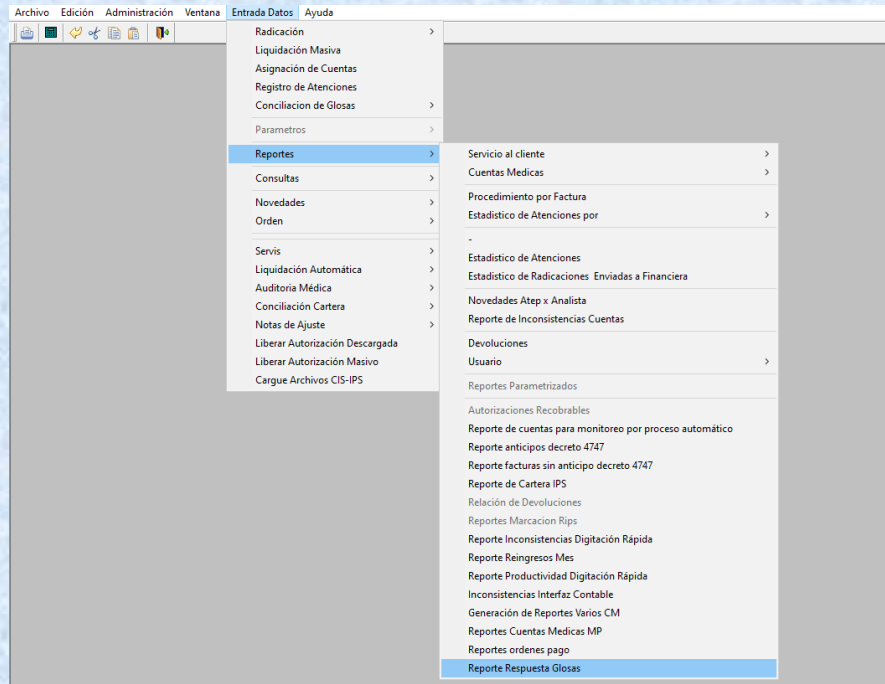 Archivo Edición Administración Ventana Entrada Datos Ayuda
Radicación
Liquidación Masiva
Asignación de Cuentas
Registro de Atenciones
Conciliacion de Glosas
Parametros
Reportes
Consultas
Novedades
Orden
Servis
Liquidación Automática
Auditoria Médica
Conciliación Cartera
Notas de Ajuste
Liberar Autorización Descargada
Liberar Autorización Masivo
Cargue Archivos CIS-IPS
Servicio al cliente
Cuentas Medicas
Procedimiento por Factura
Estadistico de Atenciones por
-
Estadistico de Atenciones
Estadistico de Radicaciones Enviadas a Financiera
Novedades Atep x Analista
Reporte de Inconsistencias Cuentas
Devoluciones
Usuario
Reportes Parametrizados
Autorizaciones Recobrables
Reporte de cuentas para monitoreo por proceso automático
Reporte anticipos decreto 4747
Reporte facturas sin anticipo decreto 4747
Reporte de Cartera IPS
Relación de Devoluciones
Reportes Marcacion Rips
Reporte Inconsistencias Digitación Rápida
Reporte Reingresos Mes
Reporte Productividad Digitación Rápida
Inconsistencias Interfaz Contable
Generación de Reportes Varios CM
Reportes Cuentas Medicas MP
Reportes ordenes pago
Reporte Respuesta Glosas